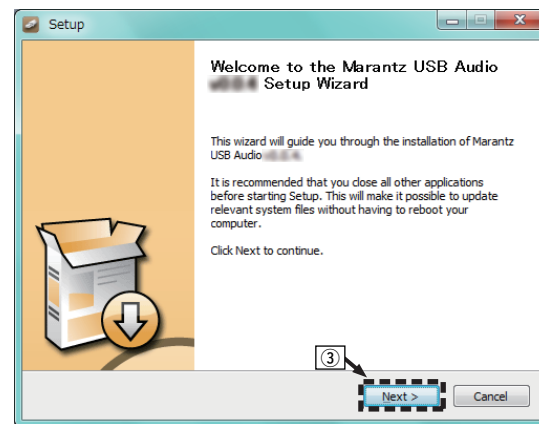 Setup
Welcome to the Marantz USB Audio
Setup Wizard
This wizard will guide you through the installation of Marantz
USB Audio
It is recommended that you close all other applications
before starting Setup. This will make it possible to update
relevant system files without having to reboot your
computer.
Click Next to continue.
③
Next >
Cancel